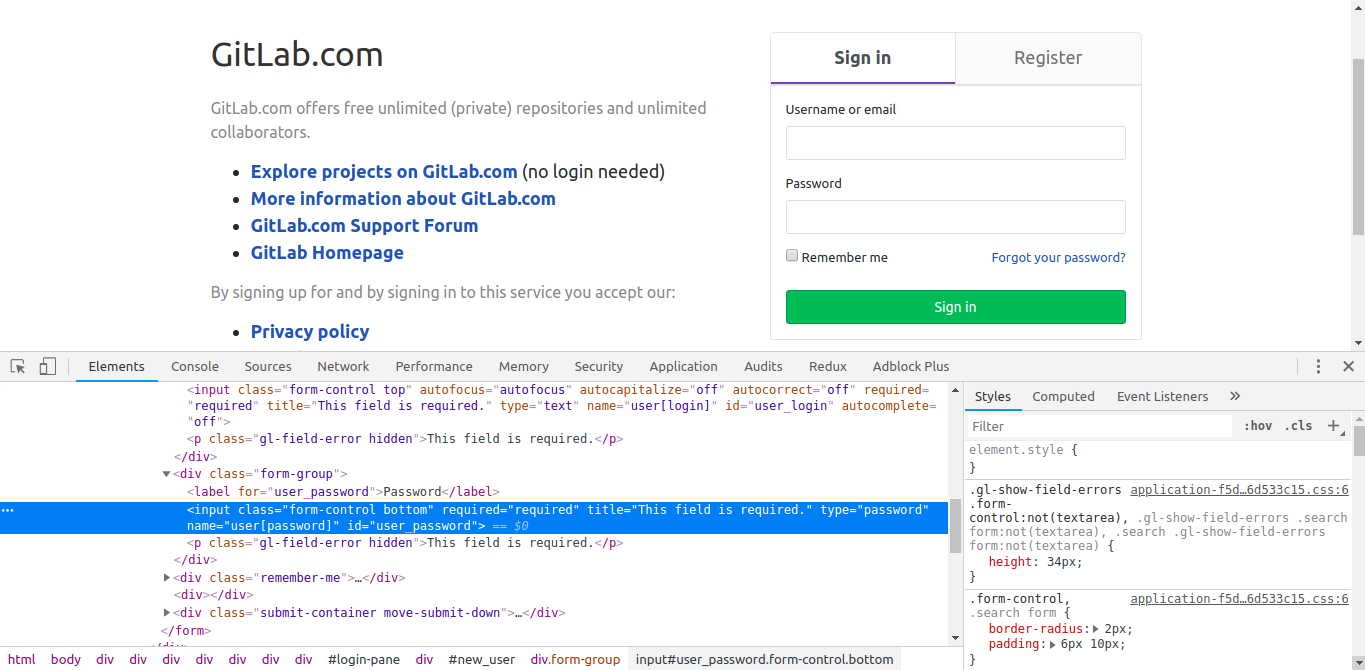 GitLab.com
GitLab.com offers free unlimited (private) repositories and unlimited
collaborators.
Explore projects on GitLab.com (no login needed)
More information about GitLab.com
GitLab.com Support Forum
GitLab Homepage
By signing up for and by signing in to this service you accept our:
Privacy policy
Sign in
Register
Username or email
Password
Remember me
Forgot your password?
Sign in
Elements Console Sources Network Performance Memory Security Application Audits Redux Adblock Plus
<input class="form-control top" autofocus="autofocus" autocapitalize="off" autocorrect="off" required=
"required" title="This field is required." type="text" name="user[login]" id="user_login" autocomplete=
"off">
<p class="gl-field-error hidden">This field is required.</p>
</div>
<div class="form-group">
<label for="user_password">Password</label>
<input class="form-control bottom" required="required" title="This field is required." type="password"
name="user[password]" id="user_password"> == $0
<p class="gl-field-error hidden">This field is required.</p>
</div>
<div class="remember-me">…</div>
<div></div>
<div class="submit-container move-submit-down">…</div>
</form>
html body div div div div div div div #login-pane div #new_user div.form-group input#user_password.form-control.bottom
Styles Computed Event Listeners »
Filter :hov .cls +
element.style {
}
.gl-show-field-errors application-f5d…6d533c15.css:6
.form-
control:not(textarea), .gl-show-field-errors .search
form:not(textarea), .search .gl-show-field-errors
form:not(textarea) {
height: 34px;
}
.form-control, application-f5d…6d533c15.css:6
.search form {
border-radius: 2px;
padding: 6px 10px;
}